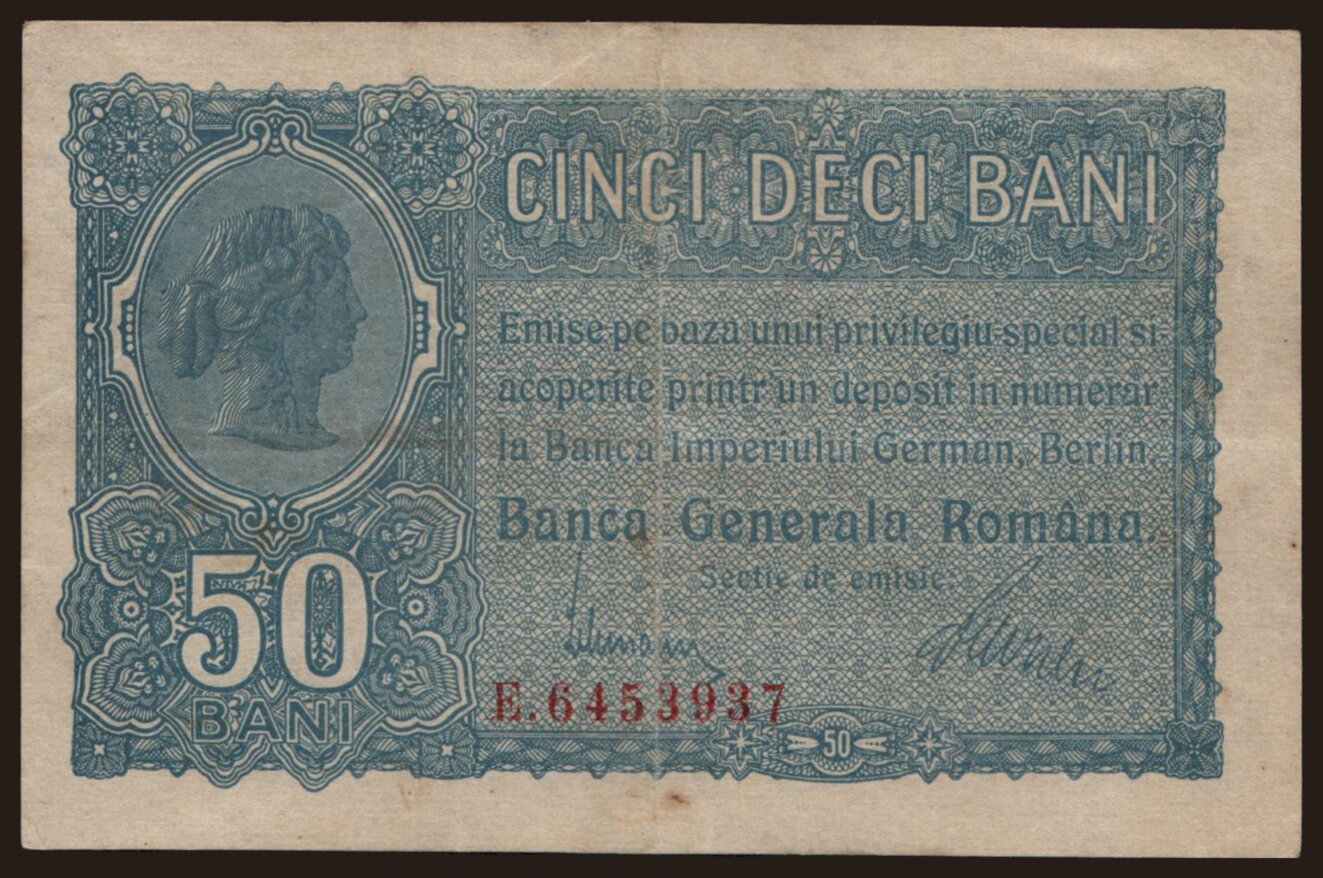 CINCI DECI BANI
Emise pe baza unui privilegiu special si
acoperite printr'un deposit in numerar
la Banca Imperiului German, Berlin.
Banca Generala Română.
Sectie de emisie.
E.6453937
50
BANI
50